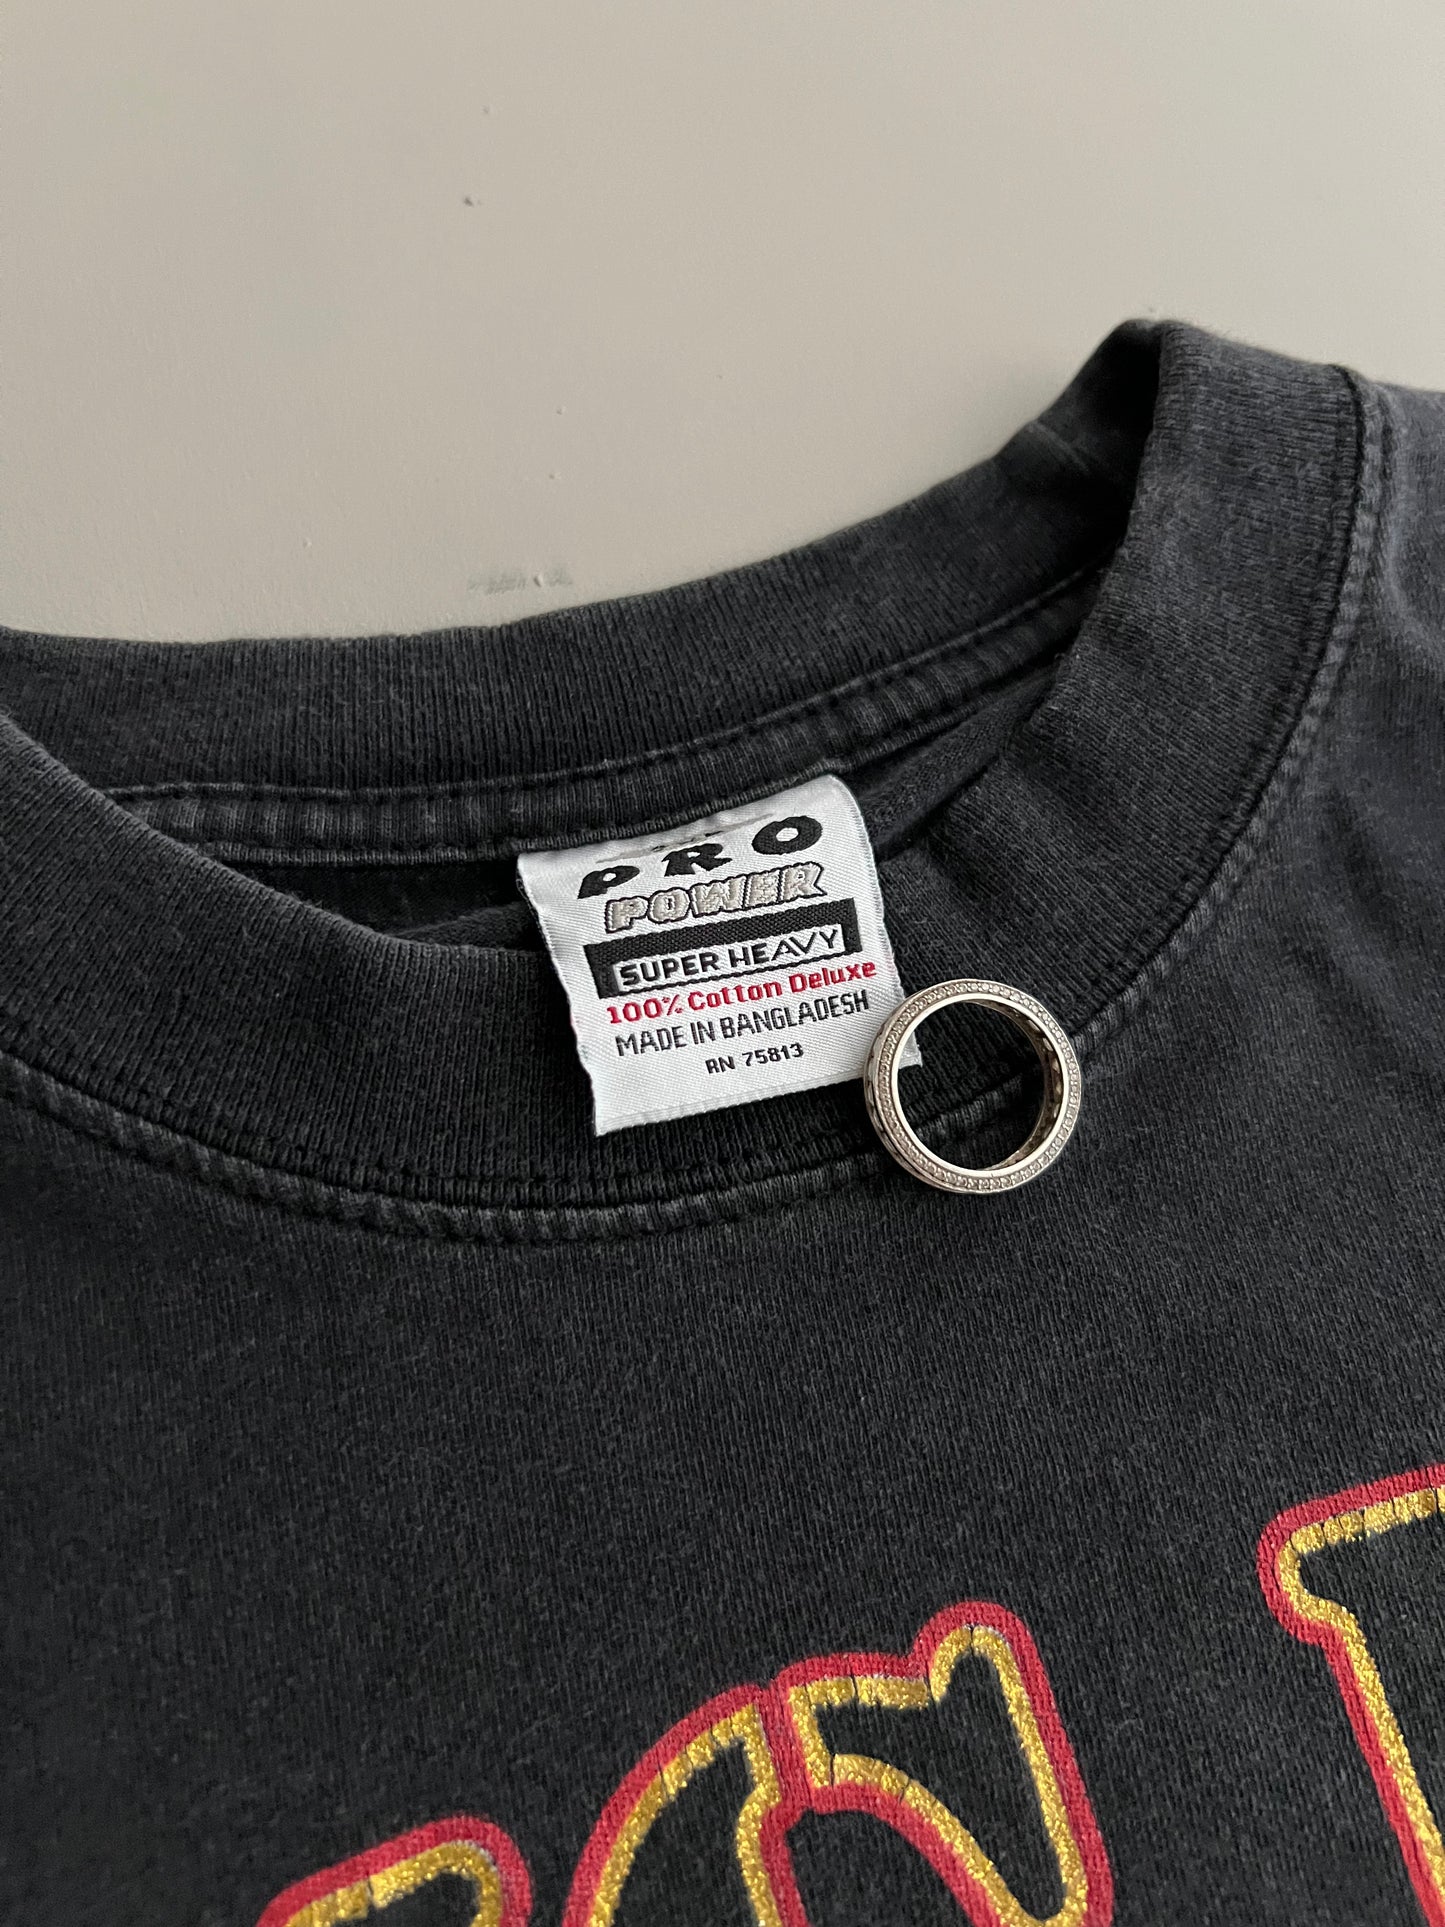 PRO
POWER
SUPER HEAVY
100% Cotton Deluxe
MADE IN BANGLADESH
RN 75813